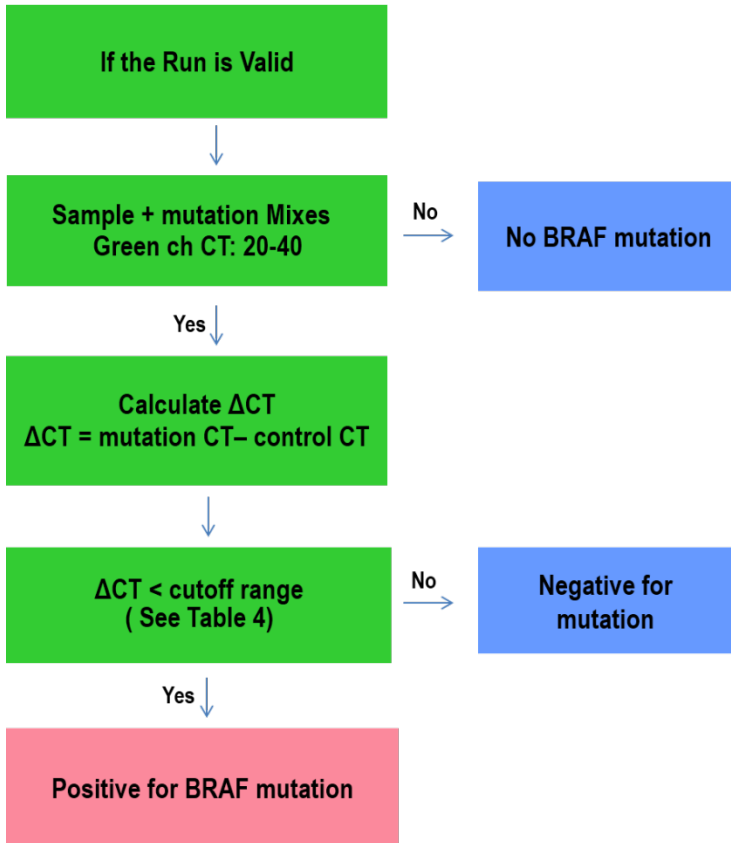 If the Run is Valid
Sample + mutation Mixes
Green ch CT: 20-40
No
No BRAF mutation
Yes
Calculate ΔCT
ΔCT = mutation CT– control CT
ΔCT < cutoff range
( See Table 4)
No
Negative for
mutation
Yes
Positive for BRAF mutation